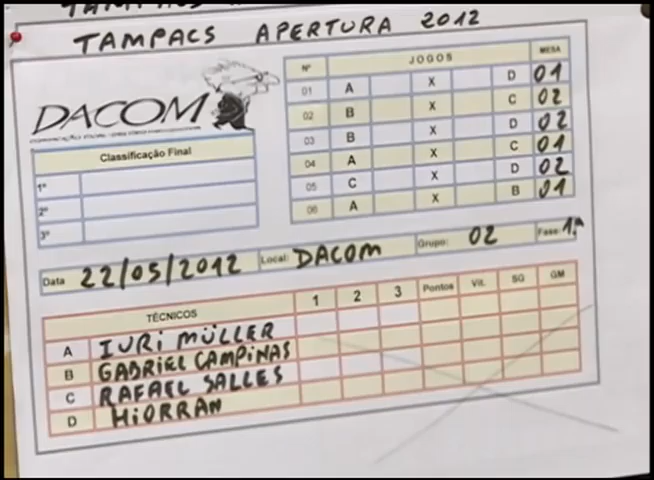 TAMPACS APERTURA 2012
DACOM
Nº JOGOS MESA
01 A X D 01
02 B X C 02
03 B X D 02
04 A X C 01
05 C X D 02
06 A X B 01
Classificação Final
1º
2º
3º
Data 22/05/2012 Local: DACOM Grupo: 02 Fase: 1.ª
TÉCNICOS 1 2 3 Pontos Vit. SG GM
A IURI MÜLLER
B GABRIEL CAMPINAS
C RAFAEL SALLES
D HIORRAN